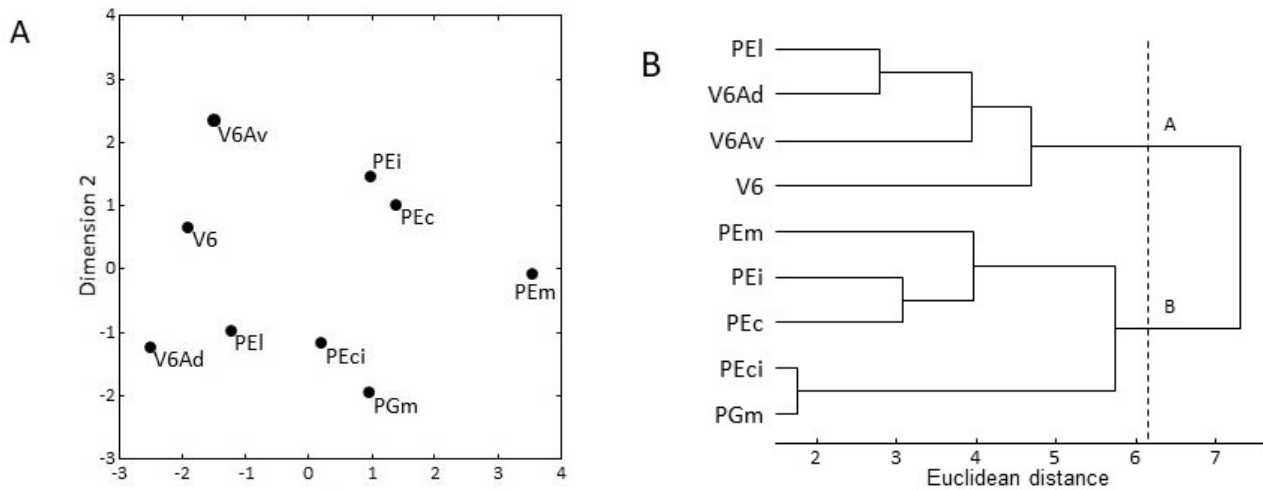 A
4
3
2
1
0
-1
-2
-3
Dimension 2
-3 -2 -1 0 1 2 3 4
V6Av
PEi
PEc
V6
PEm
PEl
PEci
V6Ad
PGm
B
PEl
V6Ad
V6Av
V6
PEm
PEi
PEc
PEci
PGm
A
B
2 3 4 5 6 7
Euclidean distance